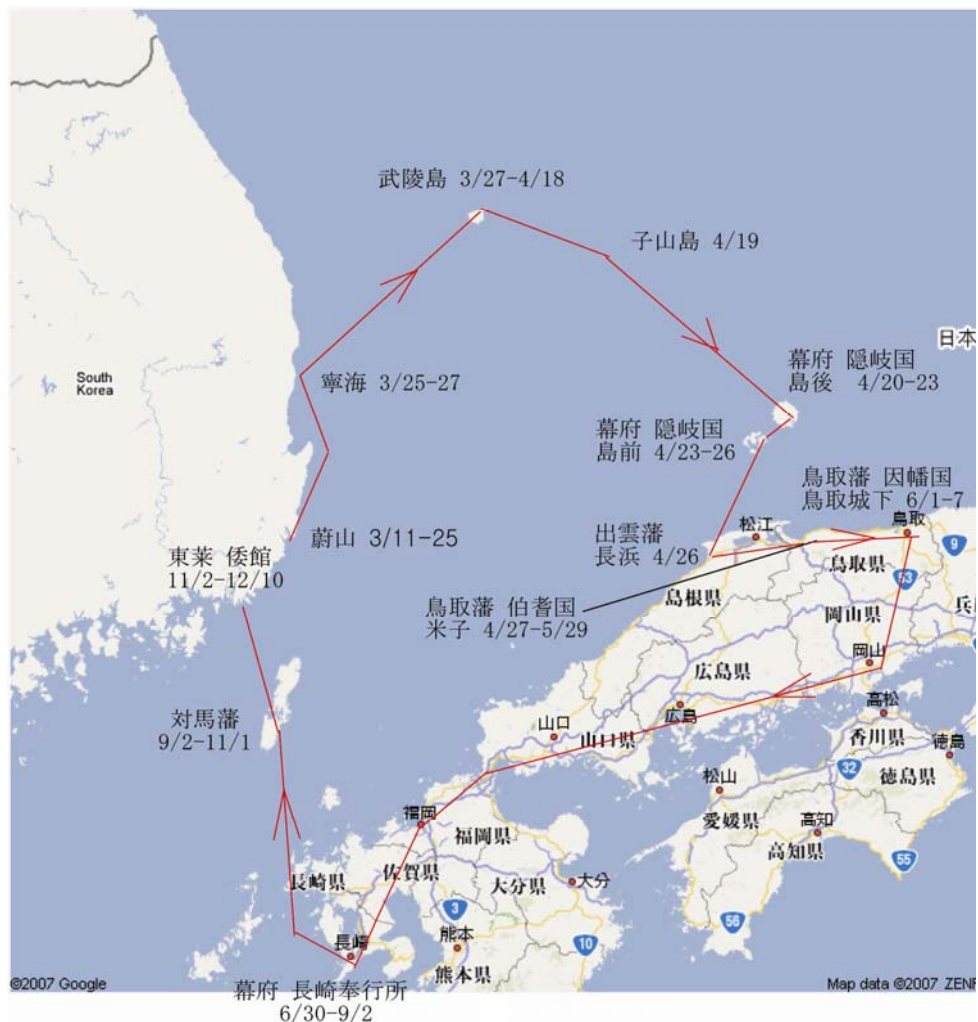 武陵島 3/27-4/18
子山島 4/19
日本
South
Korea
寧海 3/25-27
幕府 隠岐国
島後 4/20-23
幕府 隠岐国
島前 4/23-26
鳥取藩 因幡国
鳥取城下 6/1-7
蔚山 3/11-25
東莱 倭館
11/2-12/10
出雲藩
長浜 4/26
松江
鳥取
9
鳥取県
53
島根県
鳥取藩 伯耆国
米子 4/27-5/29
岡山県
兵
岡山
広島県
対馬藩
9/2-11/1
広島
高松
山口
山口県
香川県
徳島
32
徳島県
松山
愛媛県
高知
高知県
福岡
福岡県
佐賀県
55
長崎県
大分県
大分
3
56
10
長崎
熊本
熊本県
©2007 Google
Map data ©2007 ZENR
幕府 長崎奉行所
6/30-9/2